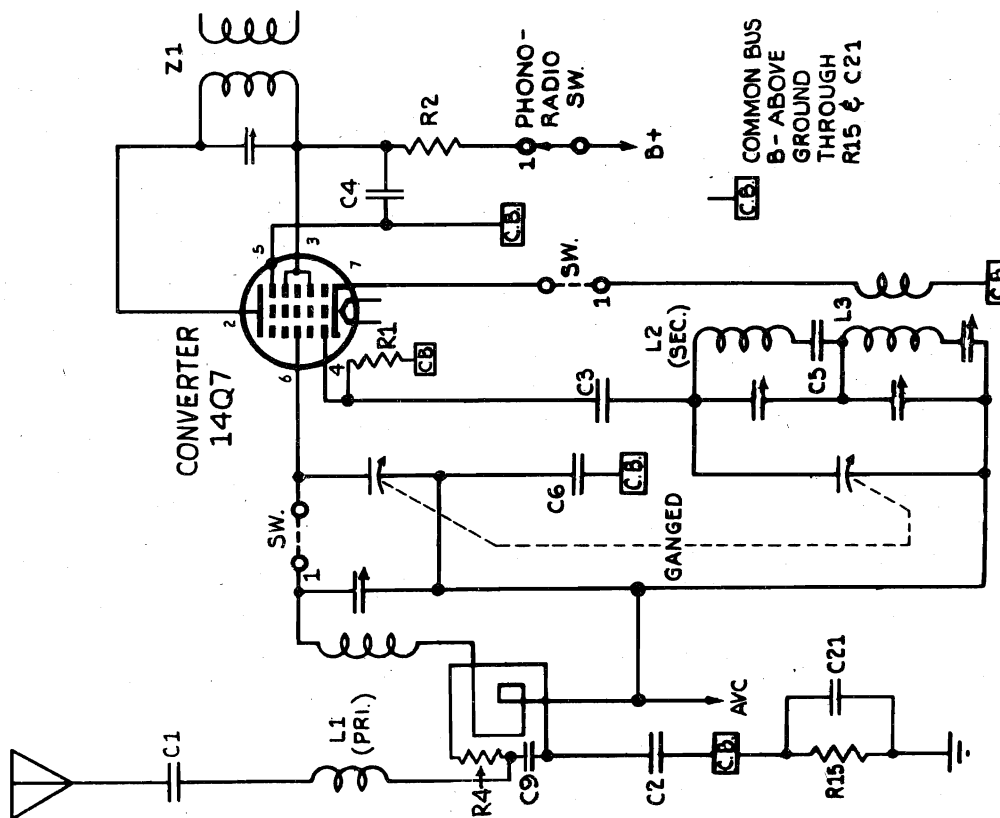 Z1
CONVERTER
14Q7
2
5
3
6
4
7
C4
R2
1
PHONO-
RADIO
SW.
B+
C.B.
C.B.
COMMON BUS
B- ABOVE
GROUND
THROUGH
R15 & C21
R1
CB
SW.
1
SW.
1
C3
L2
(SEC.)
C5
L3
C.B.
C6
C.B.
GANGED
C1
L1
(PRI.)
R4
C9
C2
C.B.
AVC
R15
C21